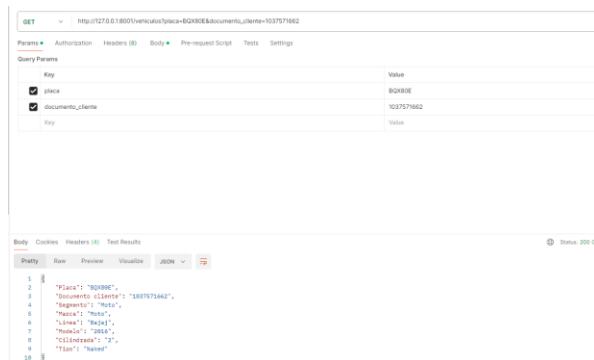 GET http://127.0.0.1:8001/vehiculos?placa=BQX80E&documento_cliente=1037571662
Params Authorization Headers (8) Body Pre-request Script Tests Settings
Query Params
Key Value
placa BQX80E
documento_cliente 1037571662
Key Value
Body Cookies Headers (4) Test Results Status: 200
Pretty Raw Preview Visualize JSON
1 {
2 "Placa": "BQX80E",
3 "Documento cliente": "1037571662",
4 "Segmento": "Moto",
5 "Marca": "Moto",
6 "Linea": "Bajaj",
7 "Modelo": "2016",
8 "Cilindrada": "2",
9 "Tipo": "Naked"
10 }